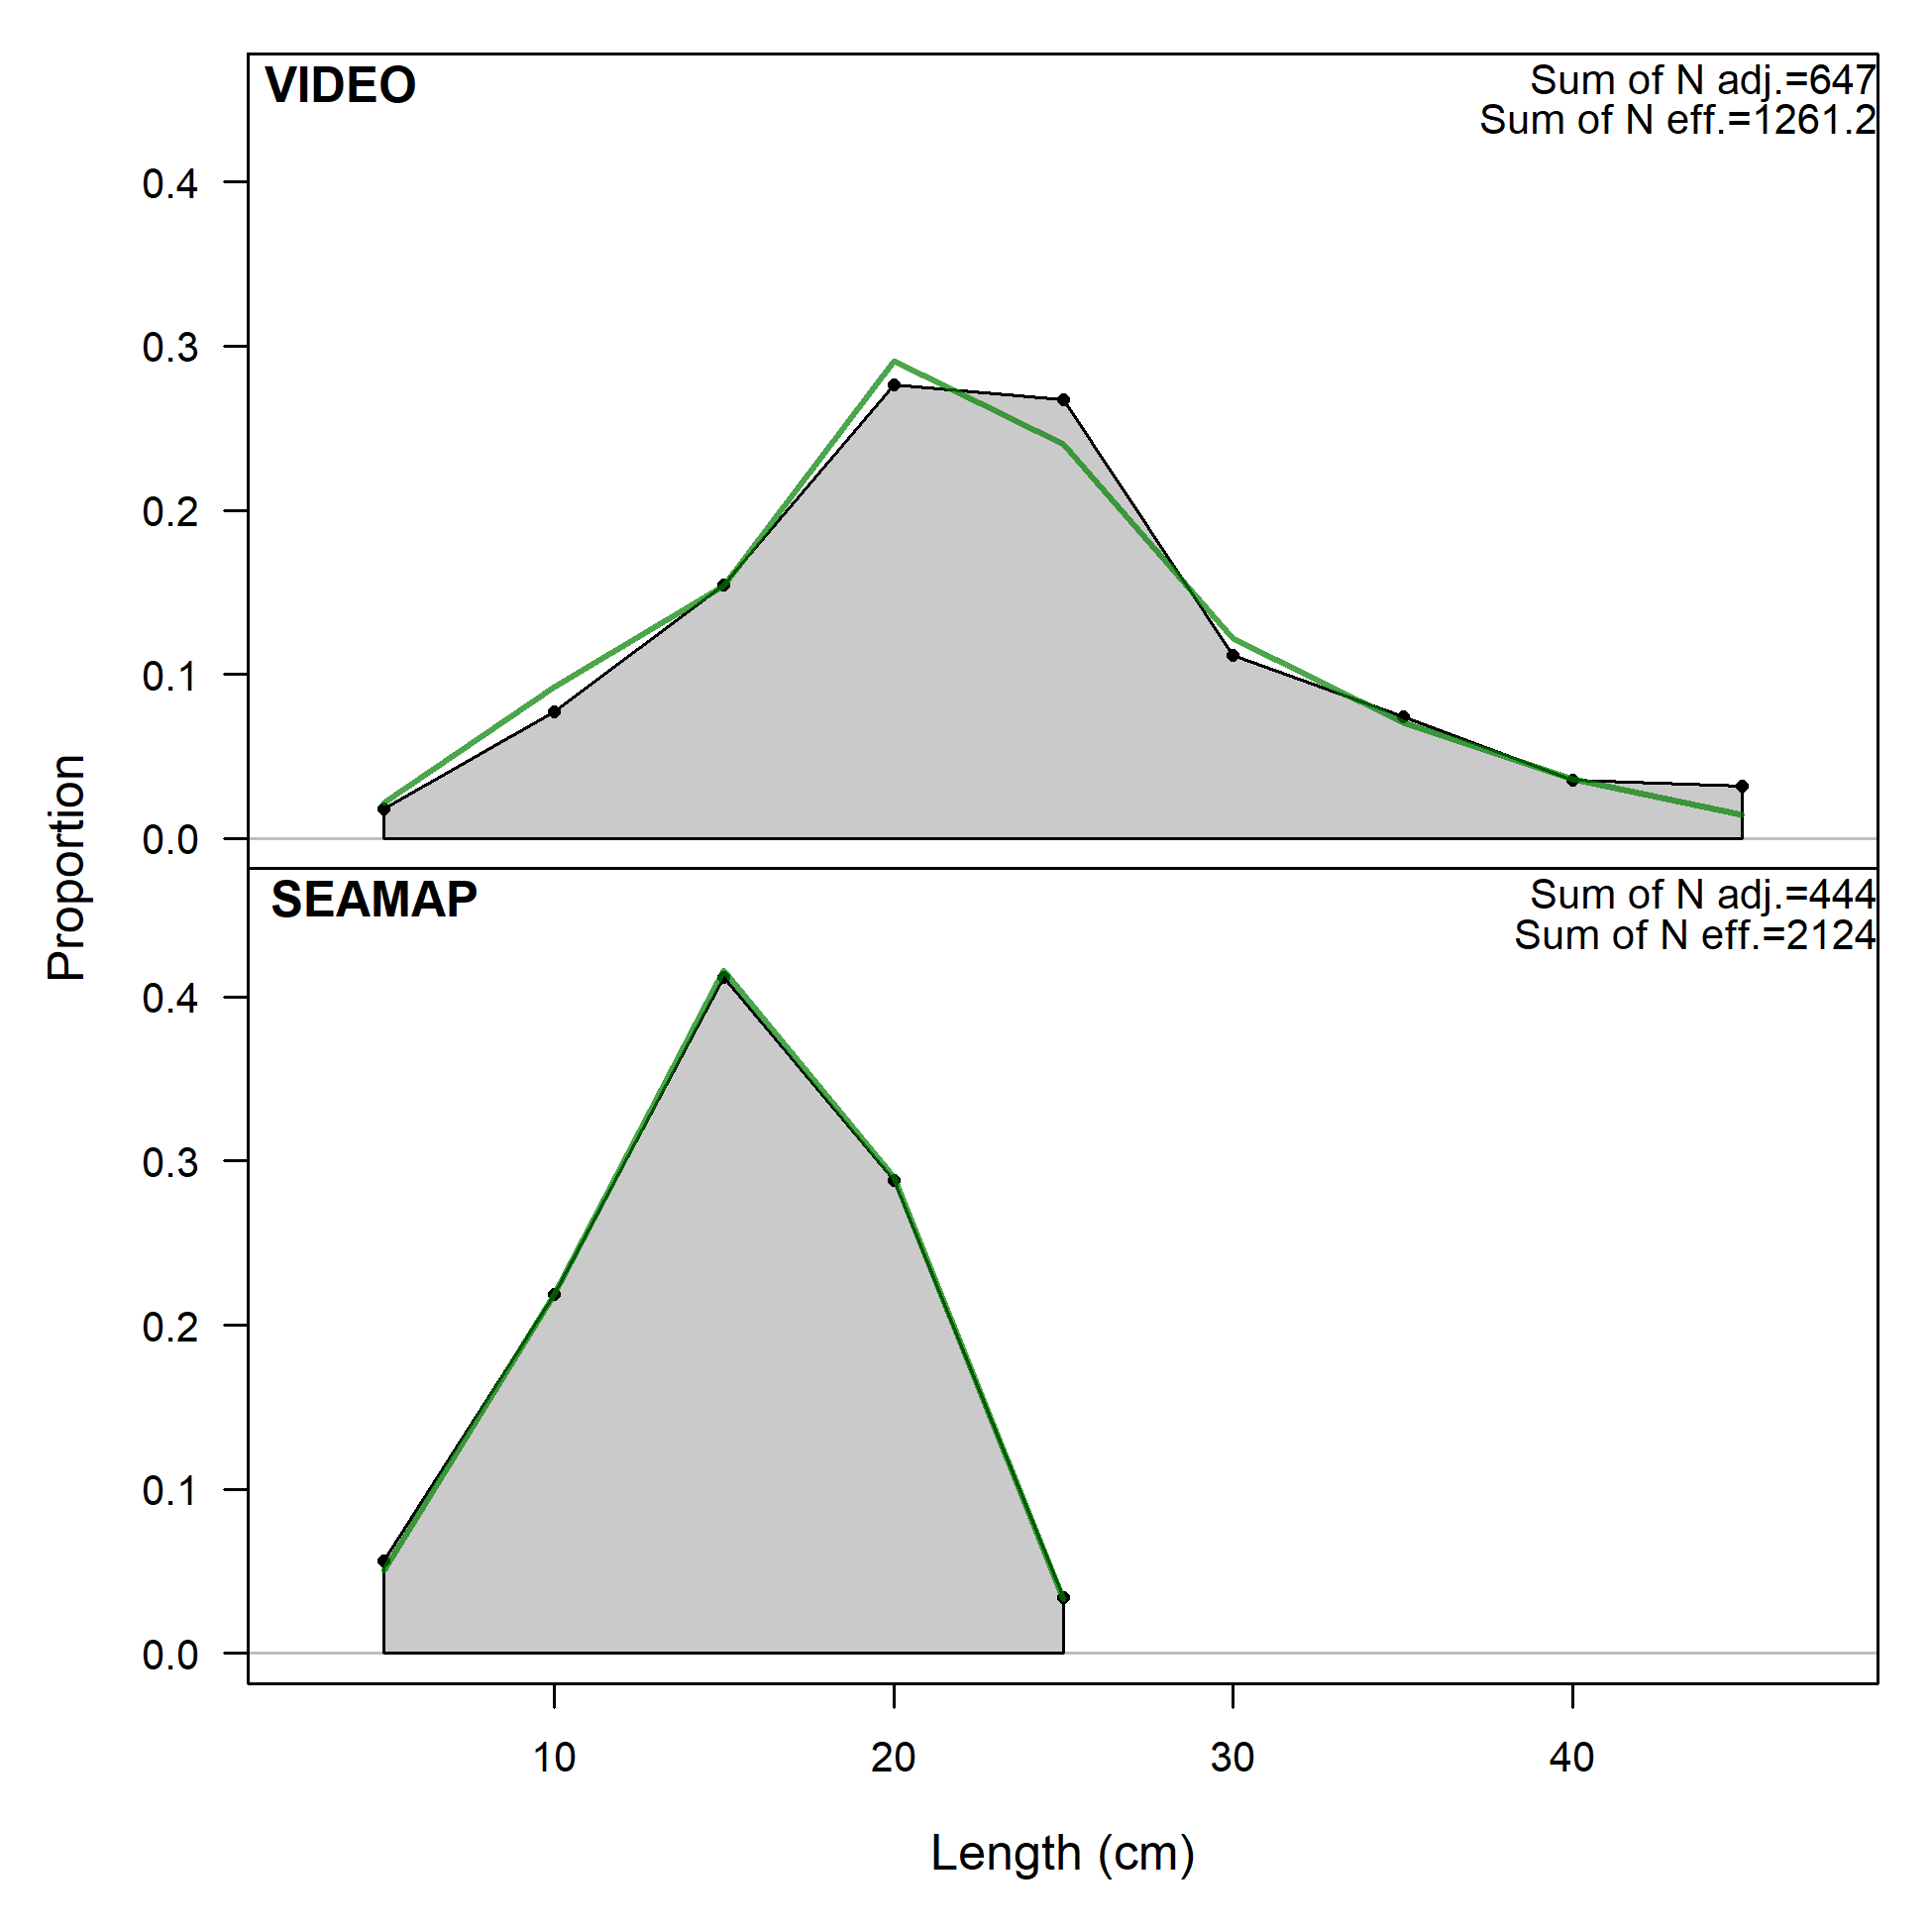 VIDEO
Sum of N adj.=647
Sum of N eff.=1261.2
0.4
0.3
0.2
0.1
0.0
Proportion
SEAMAP
Sum of N adj.=444
Sum of N eff.=2124
0.4
0.3
0.2
0.1
0.0
10 20 30 40
Length (cm)